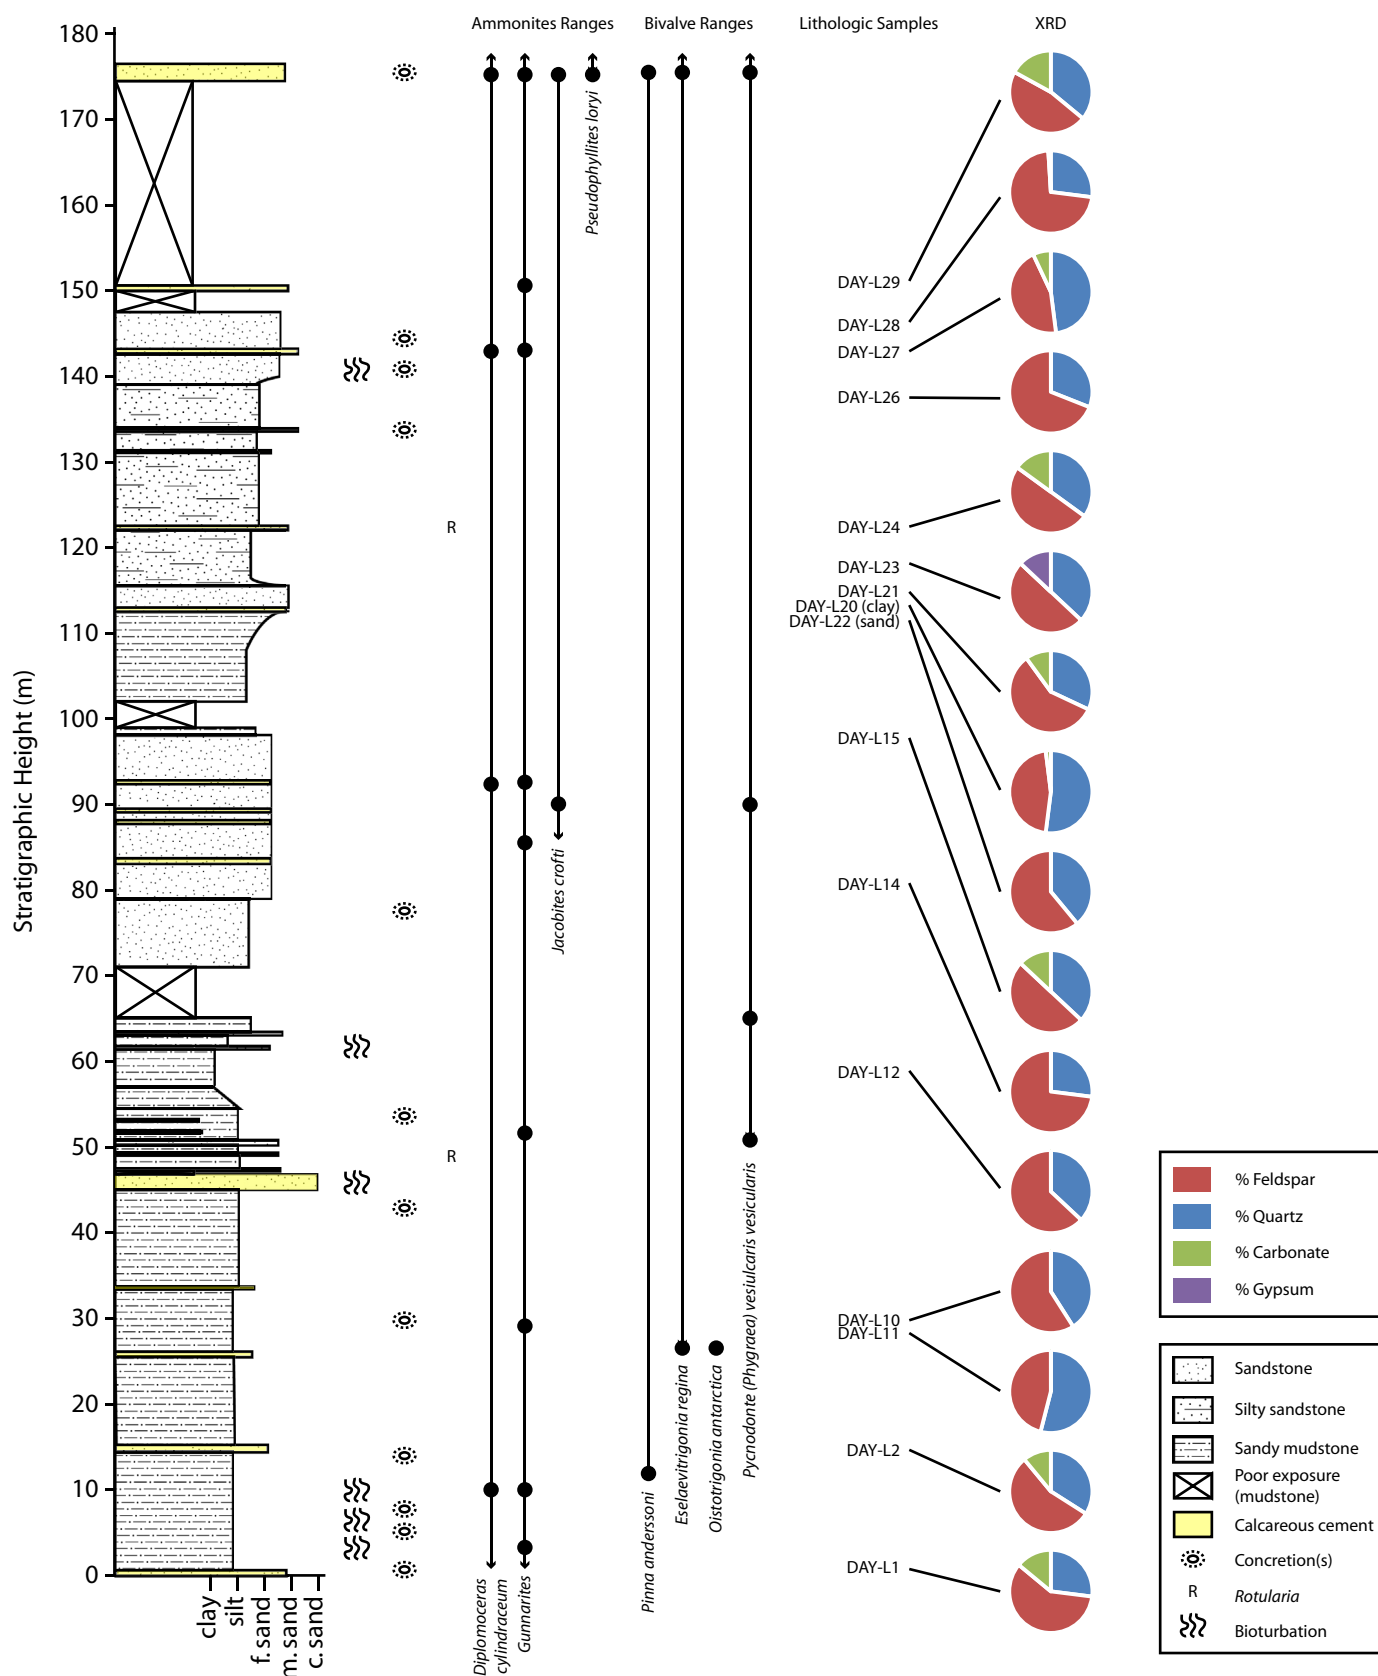 Ammonites Ranges
Bivalve Ranges
Lithologic Samples
XRD
Stratigraphic Height (m)
180
170
160
150
140
130
120
110
100
90
80
70
60
50
40
30
20
10
0
clay
silt
f. sand
m. sand
c. sand
R
R
Diplomoceras
cylindraceum
Gunnarites
Jacobites crofti
Pseudophyllites loryi
Pinna anderssoni
Eselaevitrigonia regina
Oistotrigonia antarctica
Pycnodonte (Phygraea) vesiulcaris vesicularis
DAY-L29
DAY-L28
DAY-L27
DAY-L26
DAY-L24
DAY-L23
DAY-L21
DAY-L20 (clay)
DAY-L22 (sand)
DAY-L15
DAY-L14
DAY-L12
DAY-L10
DAY-L11
DAY-L2
DAY-L1
% Feldspar
% Quartz
% Carbonate
% Gypsum
Sandstone
Silty sandstone
Sandy mudstone
Poor exposure
(mudstone)
Calcareous cement
Concretion(s)
R Rotularia
Bioturbation